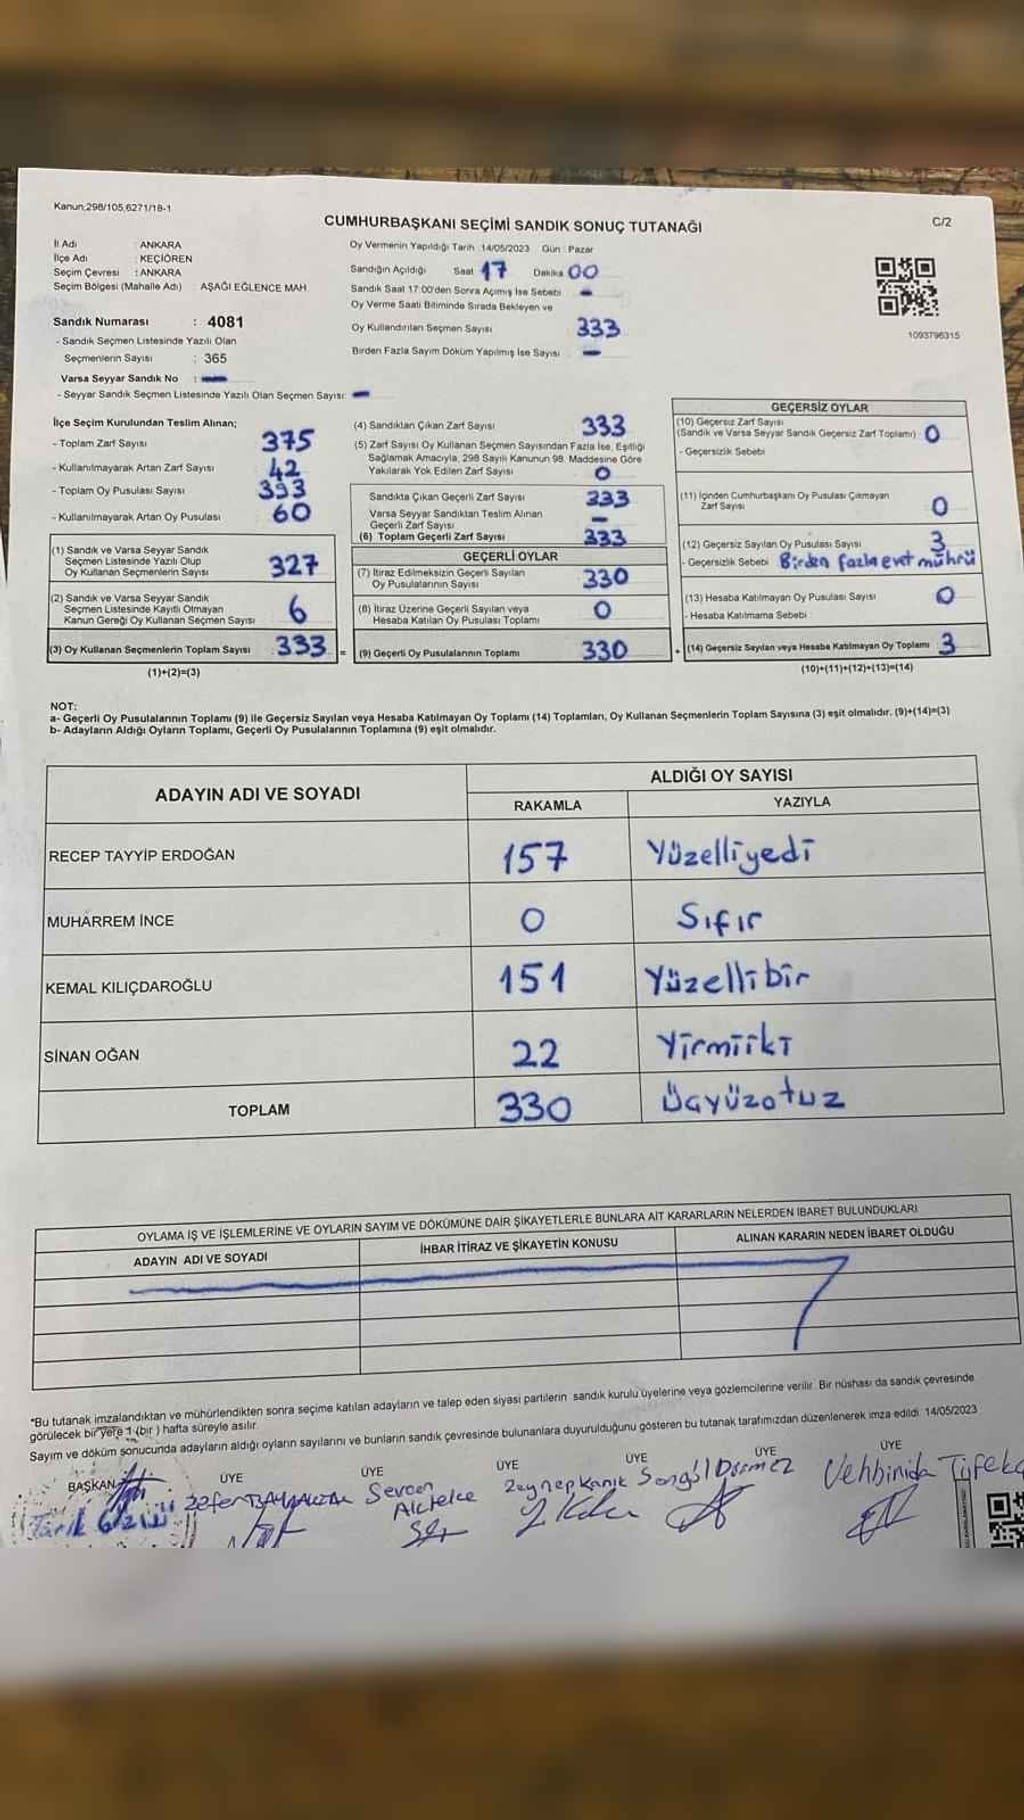 Kanun;298/105,6271/18-1
C/2
CUMHURBAŞKANI SEÇİMİ SANDIK SONUÇ TUTANAĞI
İl Adı : ANKARA
İlçe Adı : KEÇİÖREN
Seçim Çevresi : ANKARA
Seçim Bölgesi (Mahalle Adı) AŞAĞI EĞLENCE MAH.
Sandık Numarası : 4081
- Sandık Seçmen Listesinde Yazılı Olan
Seçmenlerin Sayısı : 365
Varsa Seyyar Sandık No : -
- Seyyar Sandık Seçmen Listesinde Yazılı Olan Seçmen Sayısı: -
Oy Vermenin Yapıldığı Tarih : 14/05/2023 Gün : Pazar
Sandığın Açıldığı Saat 17 Dakika 00
Sandık Saat 17:00'den Sonra Açılmış İse Sebebi -
Oy Verme Saati Bitiminde Sırada Bekleyen ve
Oy Kullandırılan Seçmen Sayısı 333
Birden Fazla Sayım Döküm Yapılmış İse Sayısı -
1093796315
İlçe Seçim Kurulundan Teslim Alınan;
- Toplam Zarf Sayısı 375
- Kullanılmayarak Artan Zarf Sayısı 42
- Toplam Oy Pusulası Sayısı 393
- Kullanılmayarak Artan Oy Pusulası 60
(1) Sandık ve Varsa Seyyar Sandık
Seçmen Listesinde Yazılı Olup
Oy Kullanan Seçmenlerin Sayısı 327
(2) Sandık ve Varsa Seyyar Sandık
Seçmen Listesinde Kayıtlı Olmayan
Kanun Gereği Oy Kullanan Seçmen Sayısı 6
(3) Oy Kullanan Seçmenlerin Toplam Sayısı 333 =
(1)+(2)=(3)
(4) Sandıktan Çıkan Zarf Sayısı 333
(5) Zarf Sayısı Oy Kullanan Seçmen Sayısından Fazla İse, Eşitliği
Sağlamak Amacıyla, 298 Sayılı Kanunun 98. Maddesine Göre
Yakılarak Yok Edilen Zarf Sayısı 0
Sandıkta Çıkan Geçerli Zarf Sayısı 333
Varsa Seyyar Sandıktan Teslim Alınan
Geçerli Zarf Sayısı -
(6) Toplam Geçerli Zarf Sayısı 333
GEÇERLİ OYLAR
(7) İtiraz Edilmeksizin Geçerli Sayılan
Oy Pusulalarının Sayısı 330
(8) İtiraz Üzerine Geçerli Sayılan veya
Hesaba Katılan Oy Pusulası Toplamı 0
(9) Geçerli Oy Pusulalarının Toplamı 330 +
GEÇERSİZ OYLAR
(10) Geçersiz Zarf Sayısı
(Sandık ve Varsa Seyyar Sandık Geçersiz Zarf Toplamı) : 0
- Geçersizlik Sebebi
(11) İçinden Cumhurbaşkanı Oy Pusulası Çıkmayan
Zarf Sayısı 0
(12) Geçersiz Sayılan Oy Pusulası Sayısı 3
- Geçersizlik Sebebi Birden fazla evet mührü
(13) Hesaba Katılmayan Oy Pusulası Sayısı 0
- Hesaba Katılmama Sebebi
(14) Geçersiz Sayılan veya Hesaba Katılmayan Oy Toplamı 3
(10)+(11)+(12)+(13)=(14)
NOT:
a- Geçerli Oy Pusulalarının Toplamı (9) ile Geçersiz Sayılan veya Hesaba Katılmayan Oy Toplamı (14) Toplamları, Oy Kullanan Seçmenlerin Toplam Sayısına (3) eşit olmalıdır. (9)+(14)=(3)
b- Adayların Aldığı Oyların Toplamı, Geçerli Oy Pusulalarının Toplamına (9) eşit olmalıdır.
ADAYIN ADI VE SOYADI
ALDIĞI OY SAYISI
RAKAMLA YAZIYLA
RECEP TAYYİP ERDOĞAN 157 Yüzelliyedi
MUHARREM İNCE 0 Sıfır
KEMAL KILIÇDAROĞLU 151 Yüzellibir
SİNAN OĞAN 22 Yirmiiki
TOPLAM 330 Üçyüzotuz
OYLAMA İŞ VE İŞLEMLERİNE VE OYLARIN SAYIM VE DÖKÜMÜNE DAİR ŞİKAYETLERLE BUNLARA AİT KARARLARIN NELERDEN İBARET BULUNDUKLARI
ADAYIN ADI VE SOYADI İHBAR İTİRAZ VE ŞİKAYETİN KONUSU ALINAN KARARIN NEDEN İBARET OLDUĞU
*Bu tutanak imzalandıktan ve mühürlendikten sonra seçime katılan adayların ve talep eden siyasi partilerin sandık kurulu üyelerine veya gözlemcilerine verilir. Bir nüshası da sandık çevresinde
görülecek bir yere 1 (bir ) hafta süreyle asılır.
Sayım ve döküm sonucunda adayların aldığı oyların sayılarını ve bunların sandık çevresinde bulunanlara duyurulduğunu gösteren bu tutanak tarafımızdan düzenlenerek imza edildi. 14/05/2023
BAŞKAN ÜYE ÜYE ÜYE ÜYE ÜYE ÜYE
Tarık Zafer Zeynep Kanık Songül Dönmez